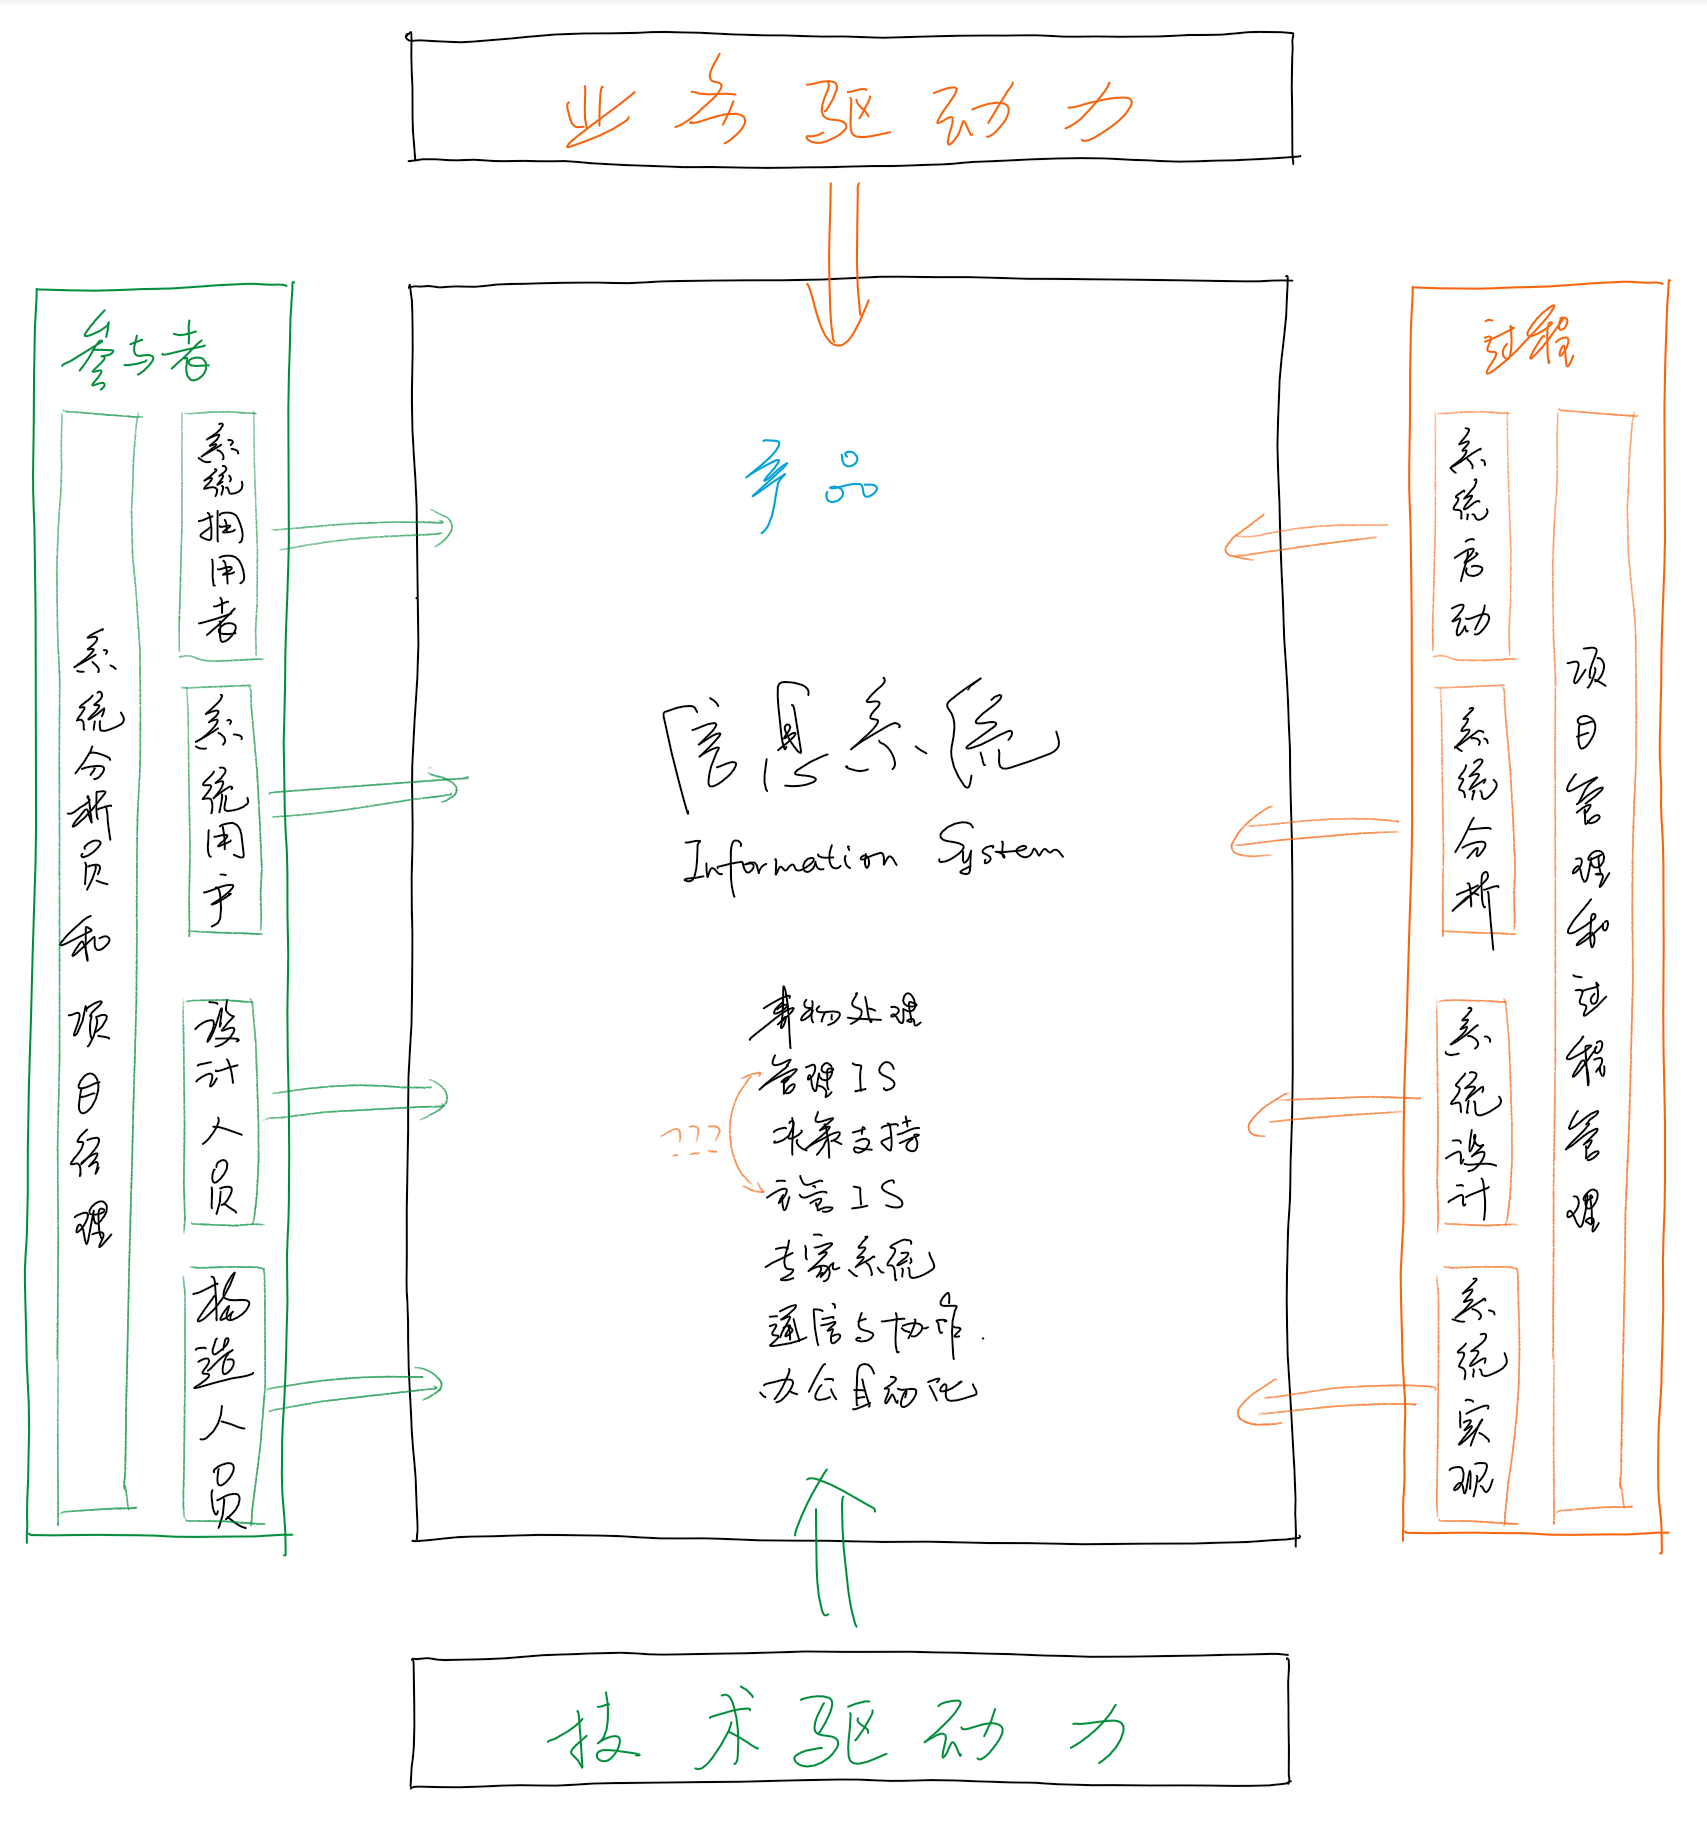 业务驱动力
参与者
系统分析员和项目经理
系统拥用者
系统用户
设计人员
构造人员
产品
信息系统
Information System
事物处理
管理IS
决策支持
???
主管IS
专家系统
通信与协作.
办公自动化
过程
系统启动
系统分析
系统设计
系统实现
项目管理和过程管理
技术驱动力